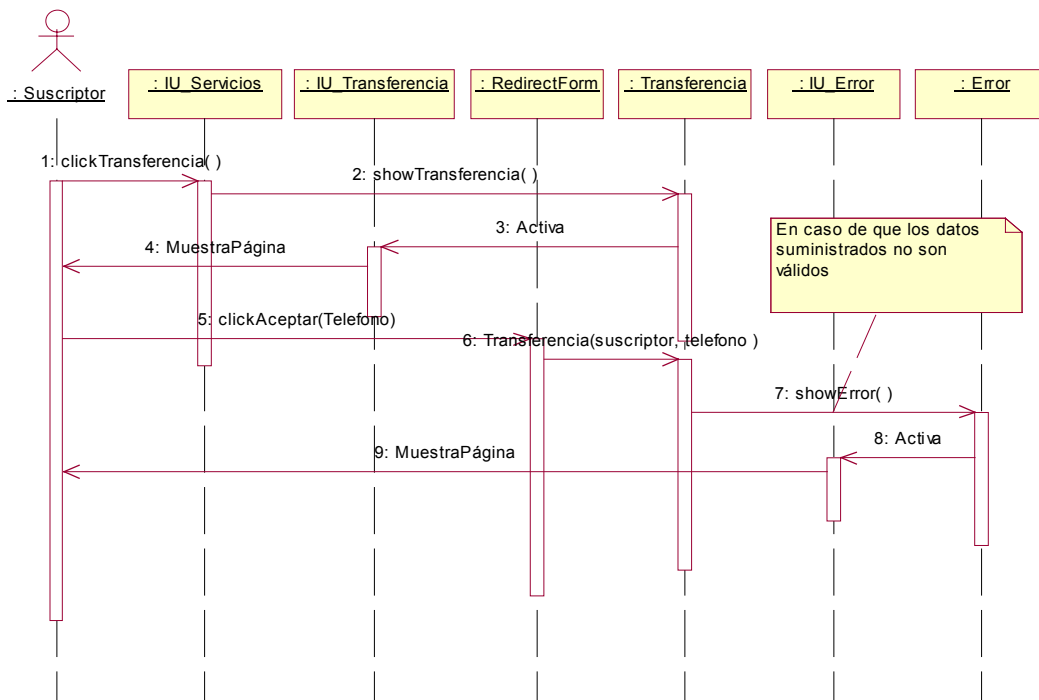 : Suscriptor
: IU_Servicios
: IU_Transferencia
: RedirectForm
: Transferencia
: IU_Error
: Error
1: clickTransferencia( )
2: showTransferencia( )
3: Activa
4: MuestraPágina
En caso de que los datos
suministrados no son
válidos
5: clickAceptar(Telefono)
6: Transferencia(suscriptor, telefono )
7: showError( )
8: Activa
9: MuestraPágina